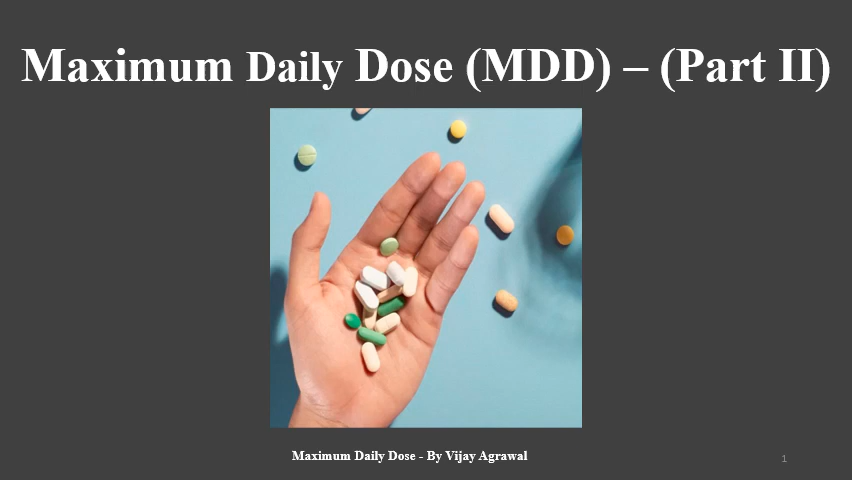 Maximum Daily Dose (MDD) – (Part II)
Maximum Daily Dose - By Vijay Agrawal
1